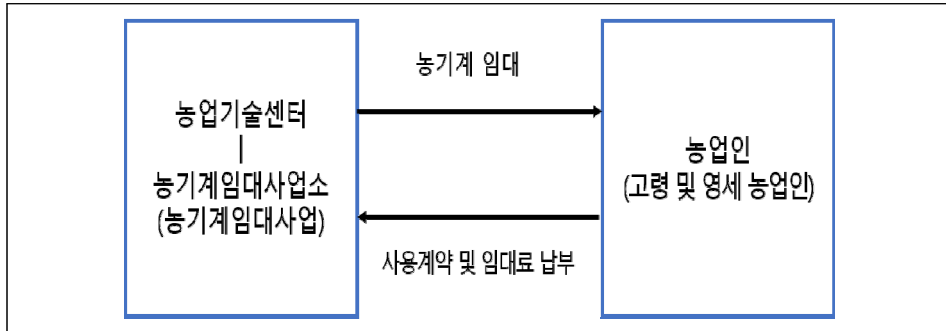 농업기술센터
|
농기계임대사업소
(농기계임대사업)
농기계 임대
사용계약 및 임대료 납부
농업인
(고령 및 영세 농업인)